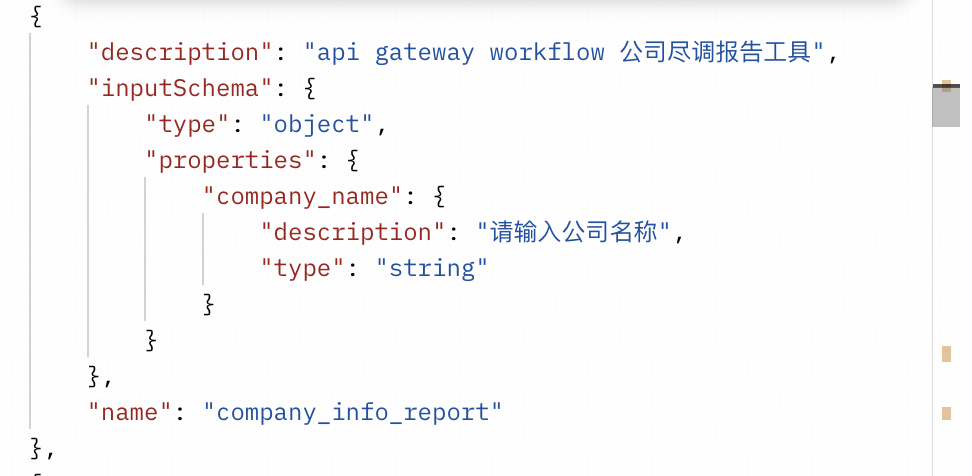 {
"description": "api gateway workflow 公司尽调报告工具",
"inputSchema": {
"type": "object",
"properties": {
"company_name": {
"description": "请输入公司名称",
"type": "string"
}
}
},
"name": "company_info_report"
},